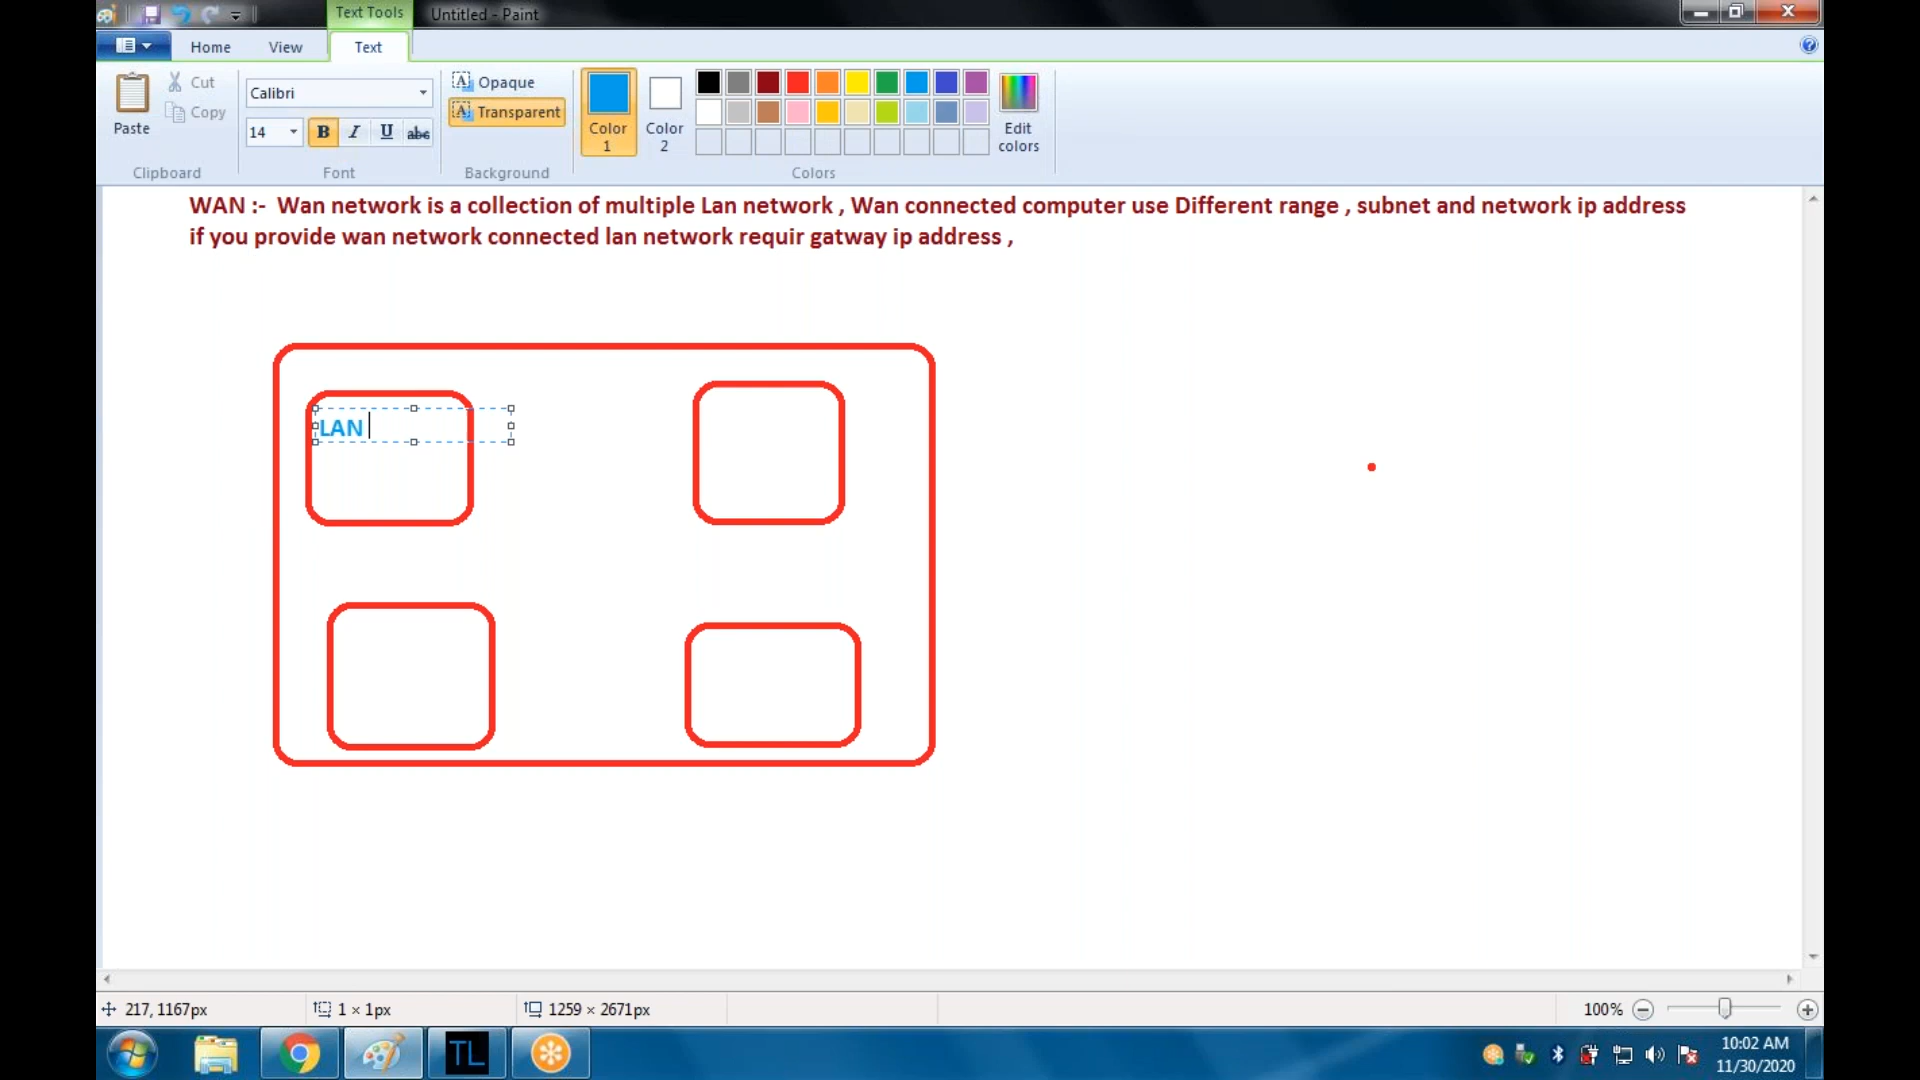 Text Tools
Untitled - Paint
Home
View
Text
Paste
Cut
Copy
Clipboard
Calibri
14
B I U abc
Font
Opaque
Transparent
Background
Color 1
Color 2
Edit colors
Colors
WAN :-  Wan network is a collection of multiple Lan network , Wan connected computer use Different range , subnet and network ip address
if you provide wan network connected lan network requir gatway ip address ,
LAN
217, 1167px
1 × 1px
1259 × 2671px
100%
TL
10:02 AM
11/30/2020